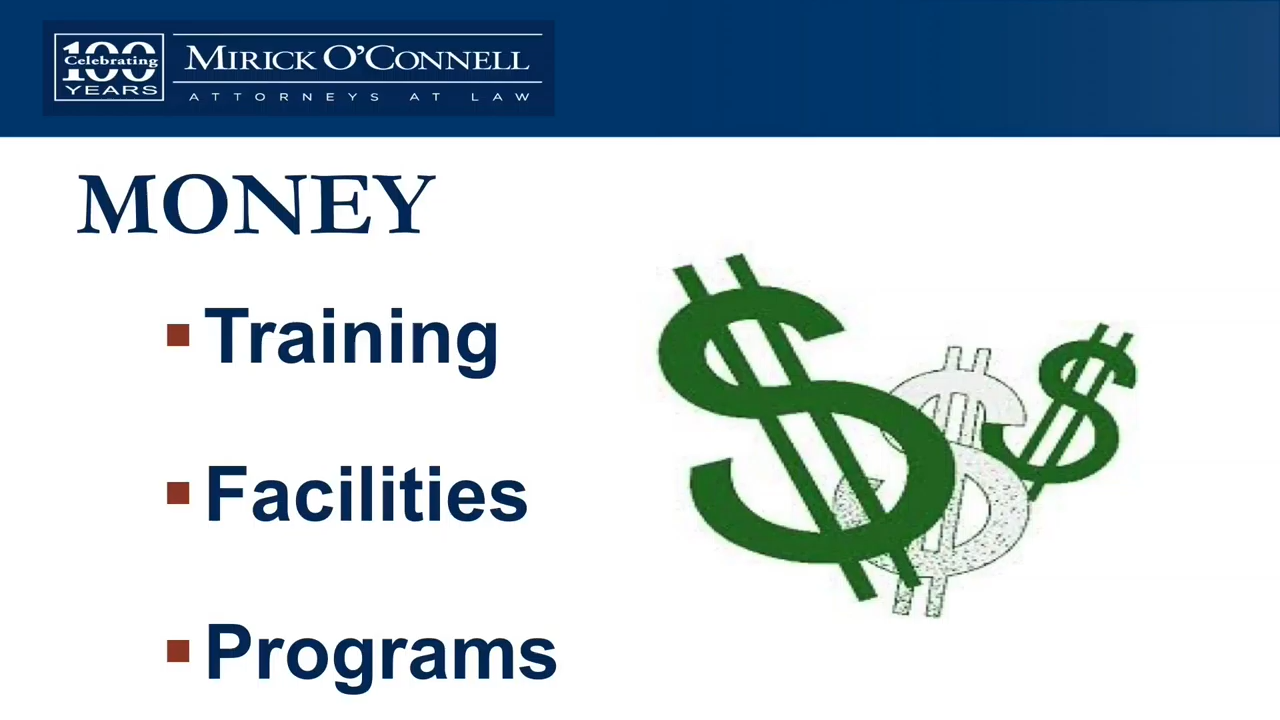 100
Celebrating
YEARS
MIRICK O'CONNELL
ATTORNEYS AT LAW
MONEY
Training
Facilities
Programs